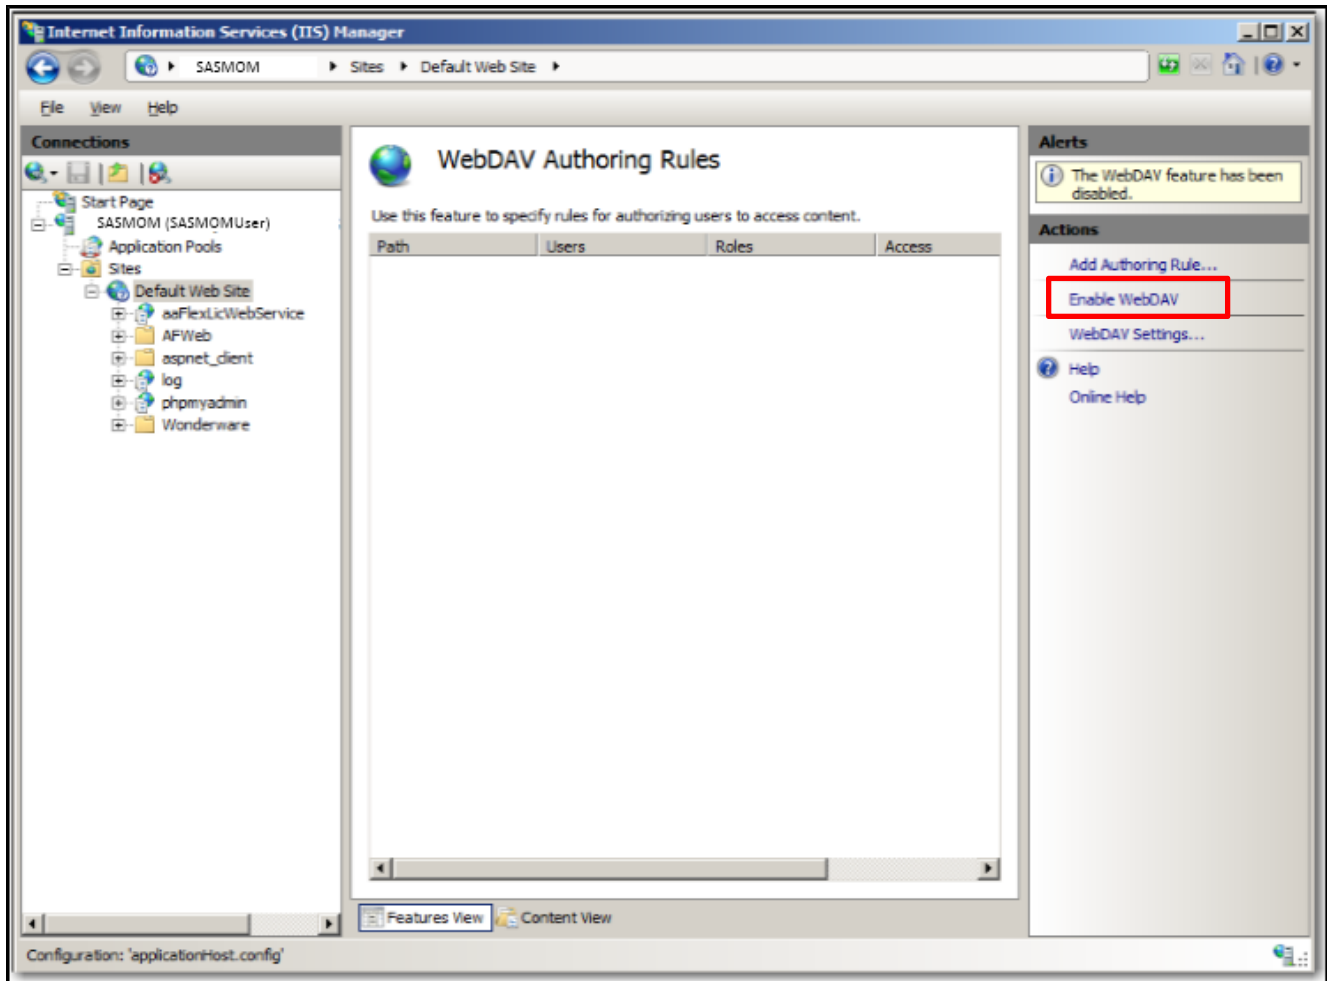 Internet Information Services (IIS) Manager
SASMOM Sites Default Web Site
File View Help
Connections
Start Page
SASMOM (SASMOMUser)
Application Pools
Sites
Default Web Site
aaFlexLicWebService
AFWeb
aspnet_client
log
phpmyadmin
Wonderware
WebDAV Authoring Rules
Use this feature to specify rules for authorizing users to access content.
Path Users Roles Access
Features View Content View
Alerts
The WebDAV feature has been
disabled.
Actions
Add Authoring Rule...
Enable WebDAV
WebDAV Settings...
Help
Online Help
Configuration: 'applicationHost.config'